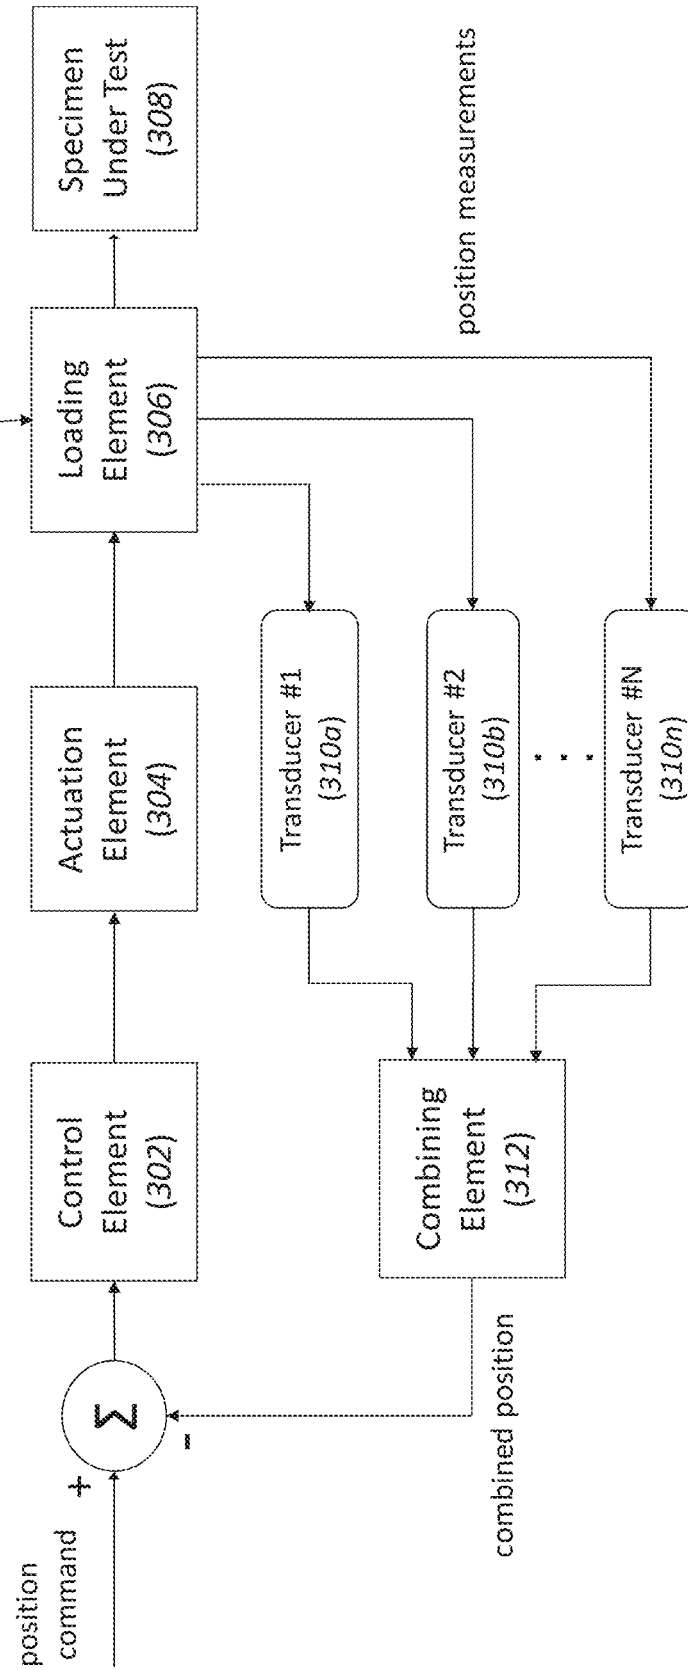 position
command
+
-
Σ
Control
Element
(302)
Actuation
Element
(304)
Loading
Element
(306)
Specimen
Under Test
(308)
position measurements
Transducer #1
(310a)
Transducer #2
(310b)
. . .
Transducer #N
(310n)
Combining
Element
(312)
combined position